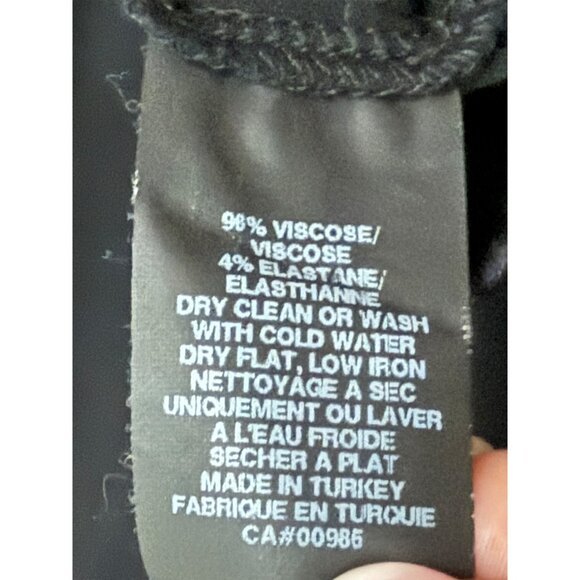 96% VISCOSE/
VISCOSE
4% ELASTANE/
ELASTHANNE
DRY CLEAN OR WASH
WITH COLD WATER
DRY FLAT, LOW IRON
NETTOYAGE A SEC
UNIQUEMENT OU LAVER
A L'EAU FROIDE
SECHER A PLAT
MADE IN TURKEY
FABRIQUE EN TURQUIE
CA#00986